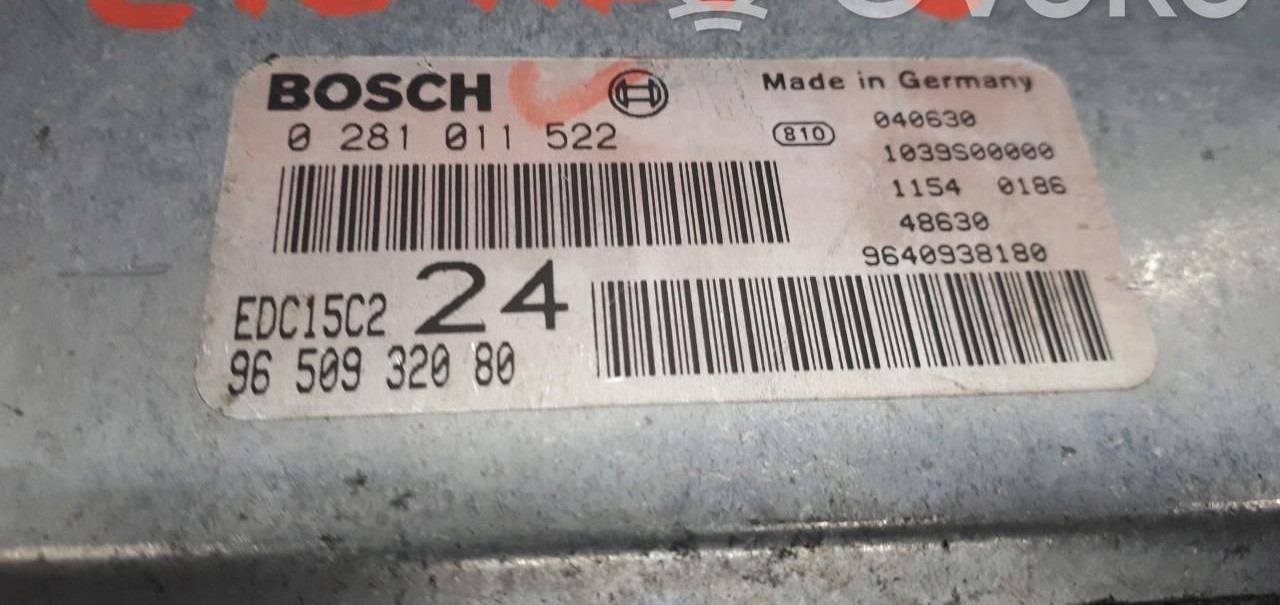 BOSCH
Made in Germany
0 281 011 522
810
040630
1039S00000
1154 0186
48630
9640938180
EDC15C2 24
96 509 320 80